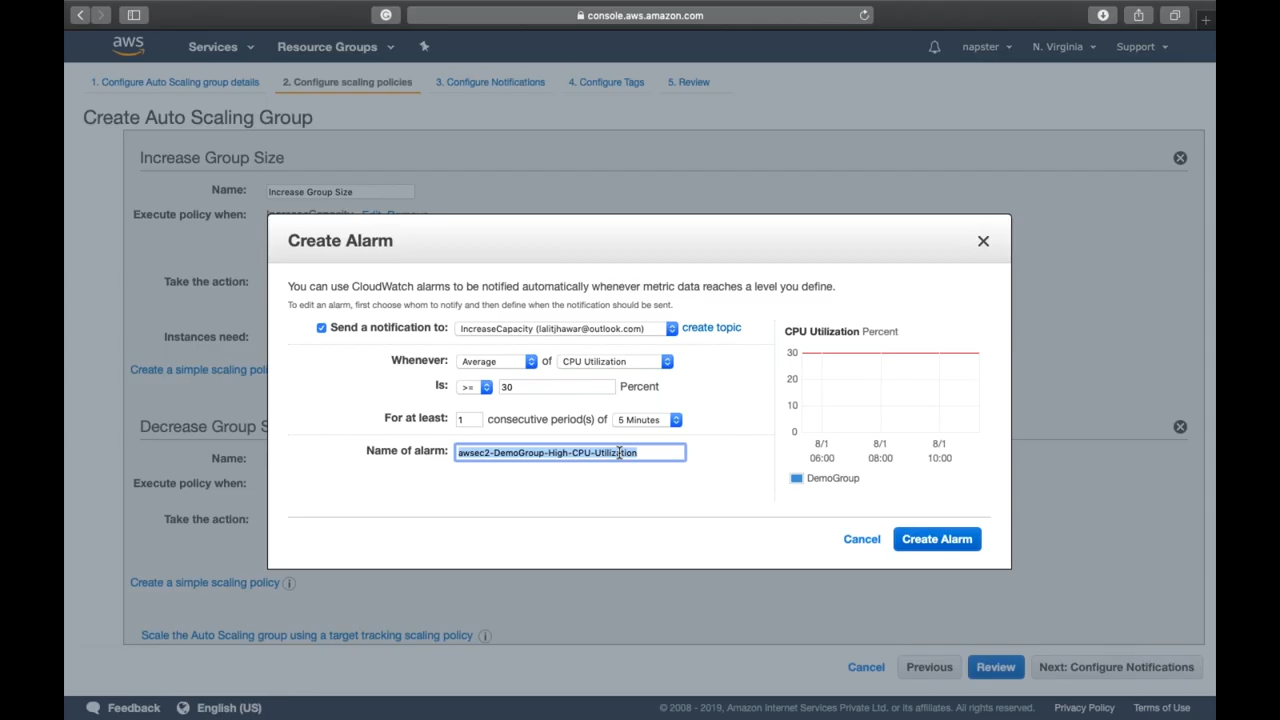 console.aws.amazon.com
aws Services Resource Groups napster N. Virginia Support
1. Configure Auto Scaling group details 2. Configure scaling policies 3. Configure Notifications 4. Configure Tags 5. Review
Create Auto Scaling Group
Increase Group Size
Name: Increase Group Size
Execute policy when: IncreaseCapacity Edit Remove
Take the action:
Instances need:
Create a simple scaling poli
Decrease Group S
Name:
Execute policy when:
Take the action:
Create a simple scaling policy
Scale the Auto Scaling group using a target tracking scaling policy
Create Alarm
You can use CloudWatch alarms to be notified automatically whenever metric data reaches a level you define.
To edit an alarm, first choose whom to notify and then define when the notification should be sent.
Send a notification to: IncreaseCapacity (lalitjhawar@outlook.com) create topic
Whenever: Average of CPU Utilization
Is: >= 30 Percent
For at least: 1 consecutive period(s) of 5 Minutes
Name of alarm: awsec2-DemoGroup-High-CPU-Utilization
CPU Utilization Percent
30
20
10
0
8/1 8/1 8/1
06:00 08:00 10:00
DemoGroup
Cancel Create Alarm
Cancel Previous Review Next: Configure Notifications
Feedback English (US) © 2008 - 2019, Amazon Internet Services Private Ltd. or its affiliates. All rights reserved. Privacy Policy Terms of Use